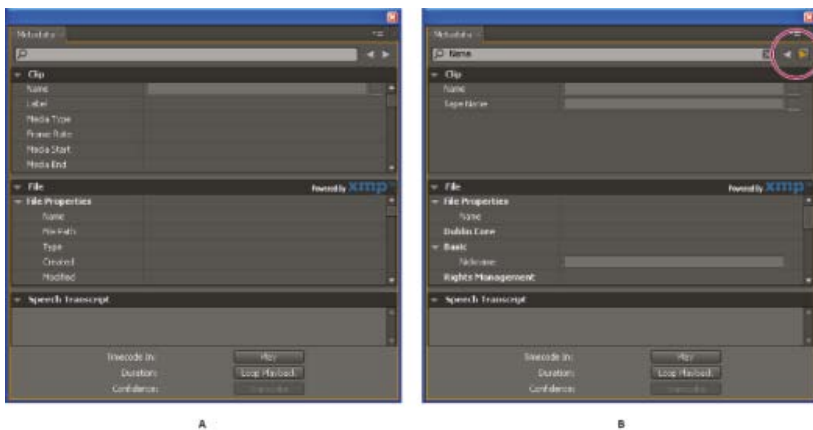 Metadata
Clip
Name
Label
Media Type
Frame Rate
Media Start
Media End
File
Powered By xmp
File Properties
Name
File Path
Type
Created
Modified
Speech Transcript
Timecode In:
Play
Duration:
Loop Playback
Confidence:
A
Metadata
Name
Clip
Name
Tape Name
File
Powered By xmp
File Properties
Name
Dublin Core
Basic
Nickname
Rights Management
Speech Transcript
Timecode In:
Play
Duration:
Loop Playback
Confidence:
B